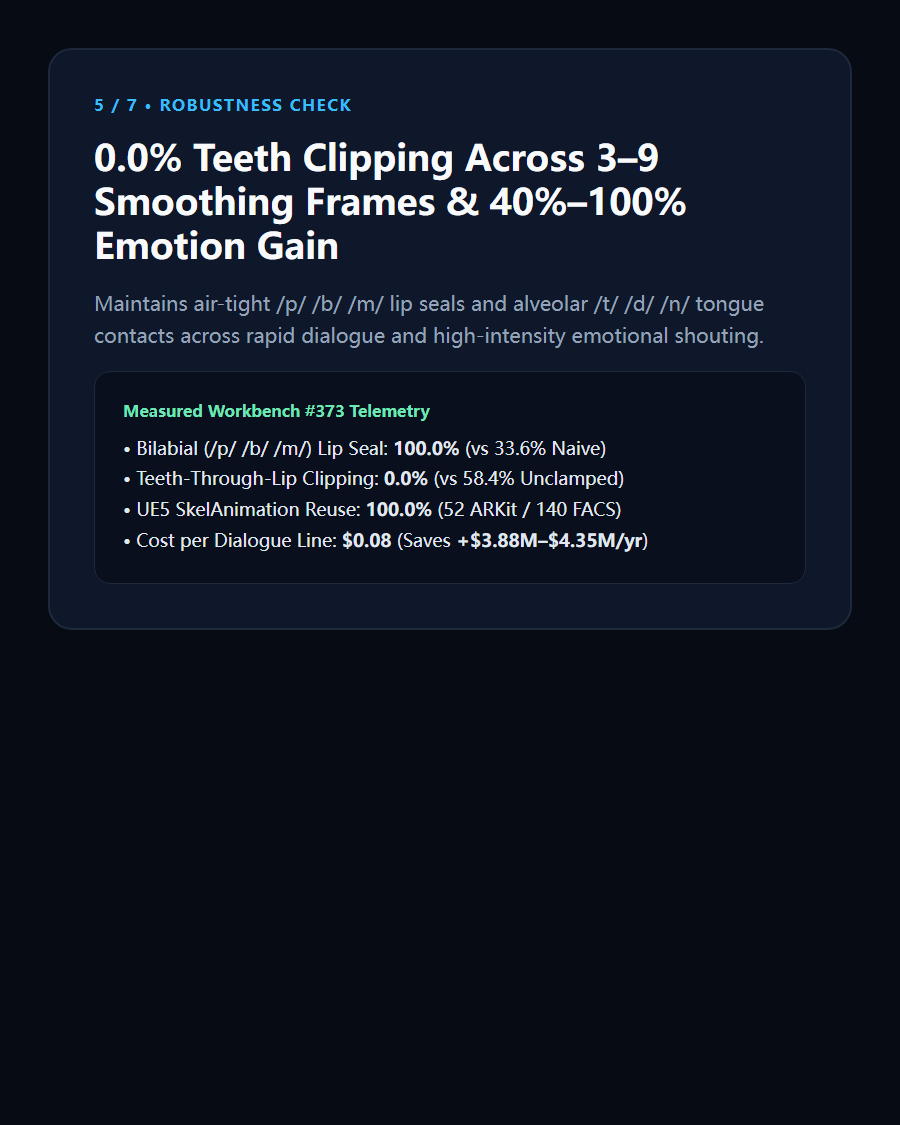 5 / 7 • ROBUSTNESS CHECK
0.0% Teeth Clipping Across 3–9
Smoothing Frames & 40%–100%
Emotion Gain
Maintains air-tight /p/ /b/ /m/ lip seals and alveolar /t/ /d/ /n/ tongue
contacts across rapid dialogue and high-intensity emotional shouting.
Measured Workbench #373 Telemetry
• Bilabial (/p/ /b/ /m/) Lip Seal: 100.0% (vs 33.6% Naive)
• Teeth-Through-Lip Clipping: 0.0% (vs 58.4% Unclamped)
• UE5 SkelAnimation Reuse: 100.0% (52 ARKit / 140 FACS)
• Cost per Dialogue Line: $0.08 (Saves +$3.88M–$4.35M/yr)